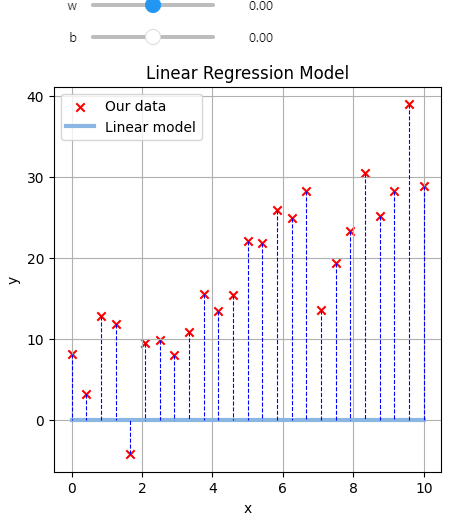 w 0.00
b 0.00
Linear Regression Model
Our data
Linear model
40
30
20
10
0
y
0 2 4 6 8 10
x